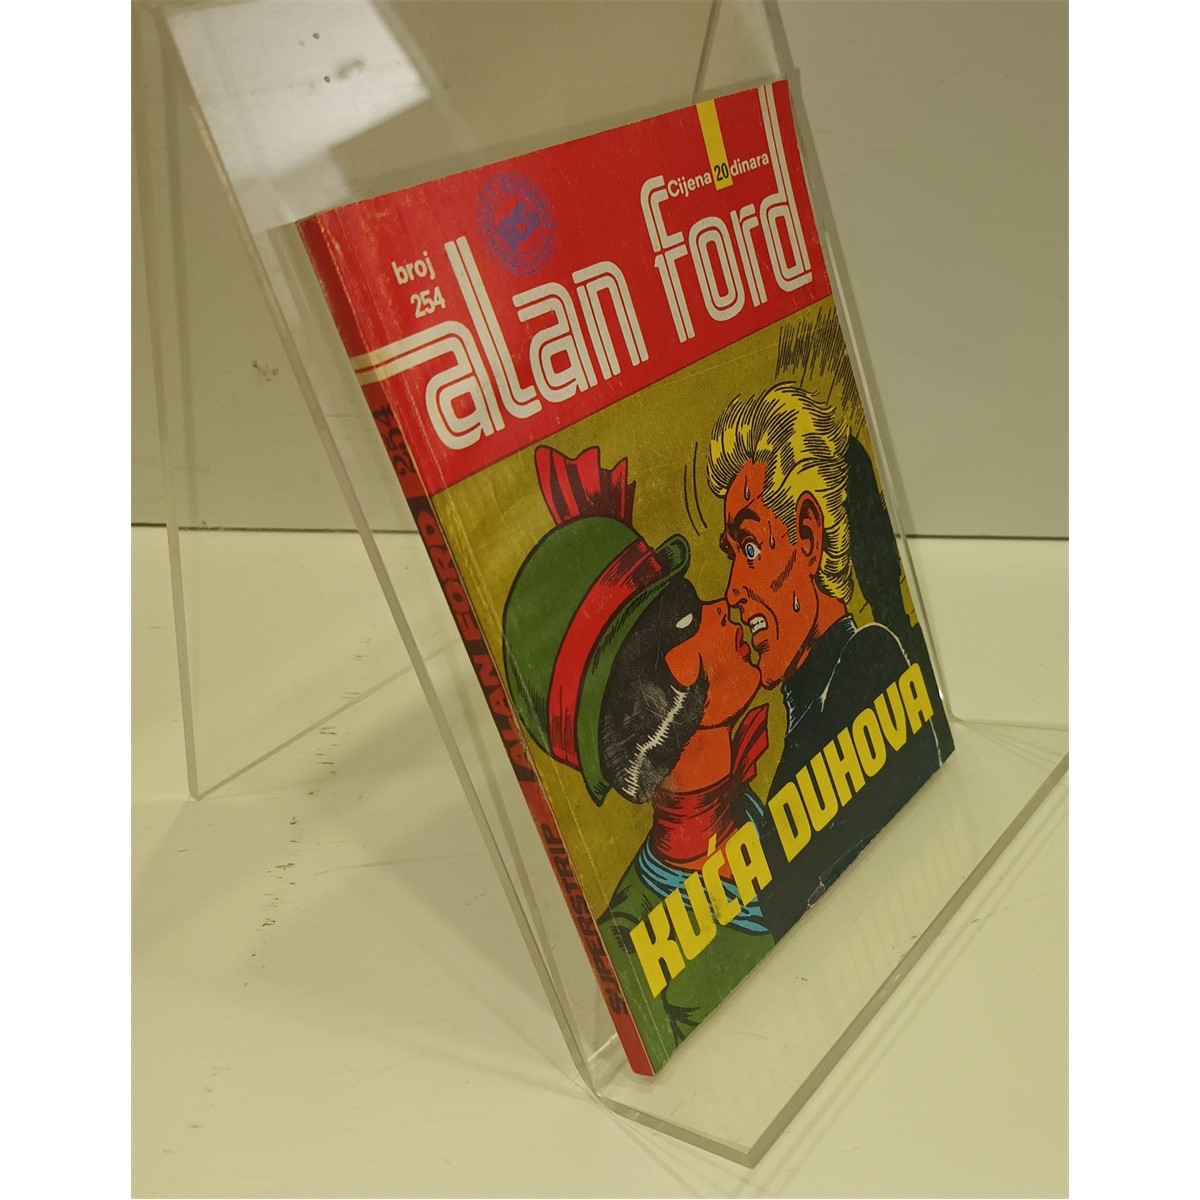 Cijena 20 dinara
broj
254
alan ford
KUĆA DUHOVA
SUPERSTRIP ALAN FORD 254